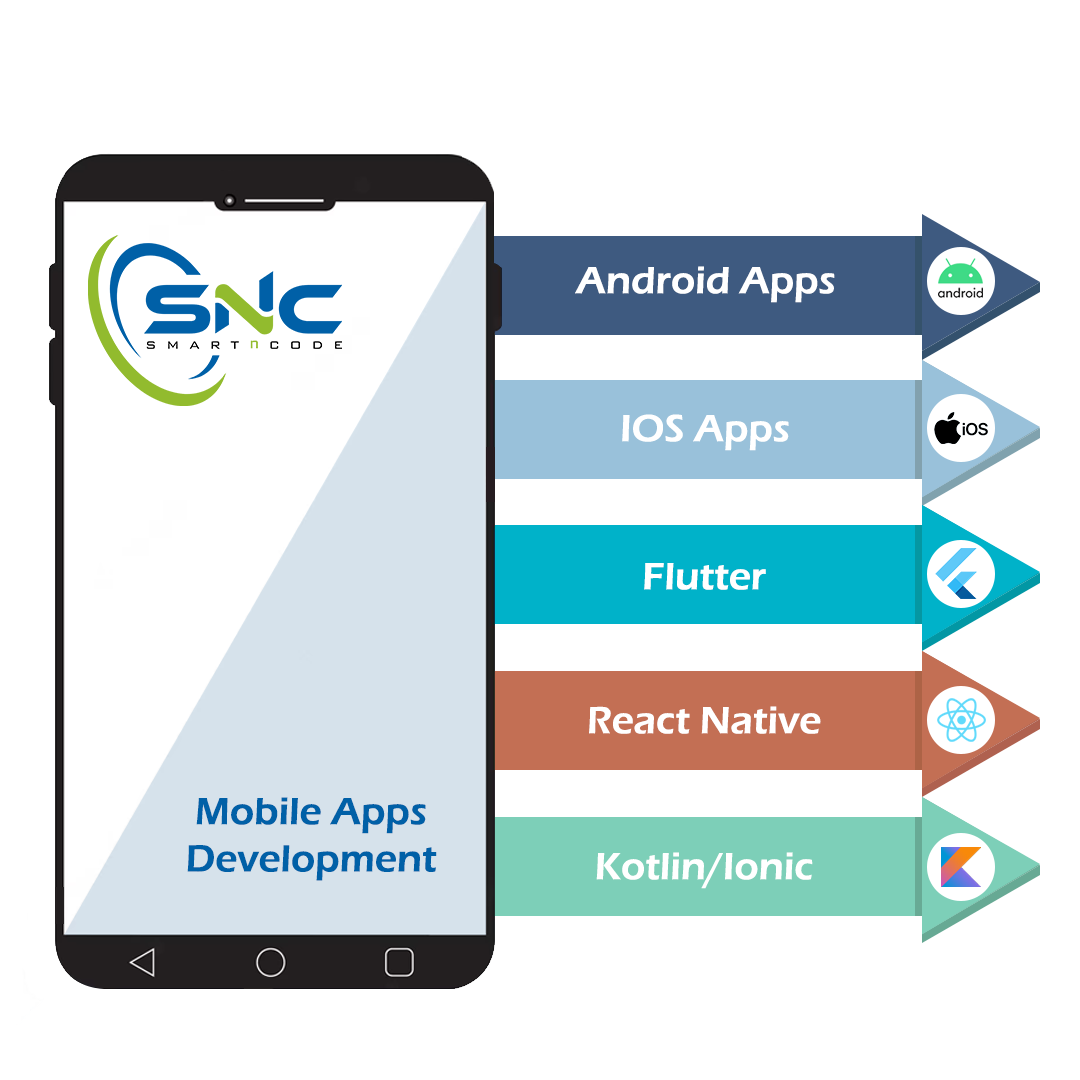 SNC
SMARTnCODE
Mobile Apps
Development
Android Apps
android
IOS Apps
iOS
Flutter
React Native
Kotlin/Ionic